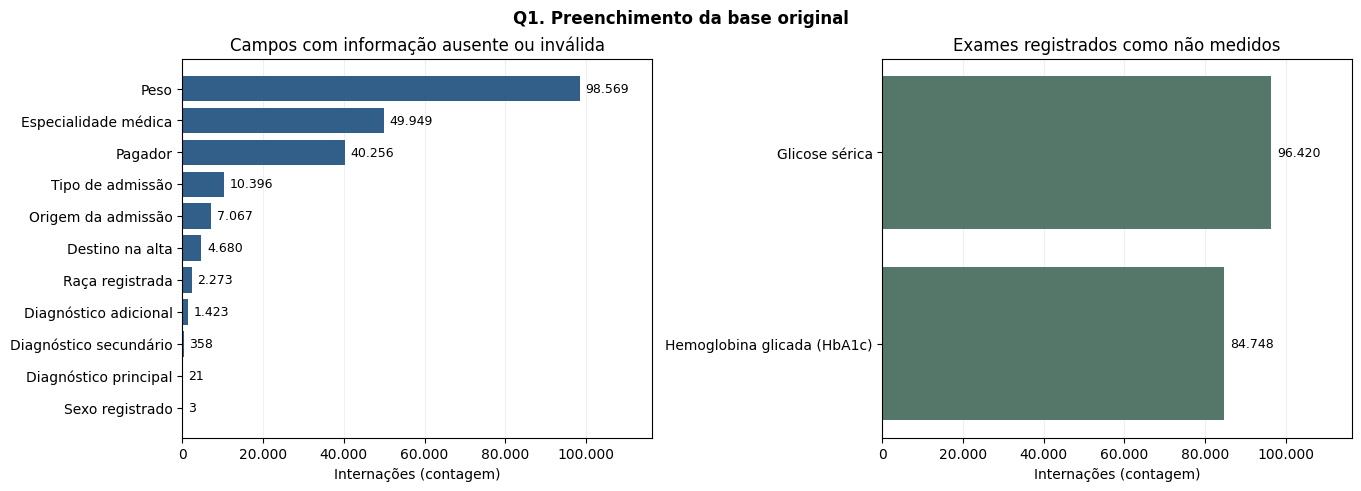 Q1. Preenchimento da base original
Campos com informação ausente ou inválida
Peso
98.569
Especialidade médica
49.949
Pagador
40.256
Tipo de admissão
10.396
Origem da admissão
7.067
Destino na alta
4.680
Raça registrada
2.273
Diagnóstico adicional
1.423
Diagnóstico secundário
358
Diagnóstico principal
21
Sexo registrado
3
0 20.000 40.000 60.000 80.000 100.000
Internações (contagem)
Exames registrados como não medidos
Glicose sérica
96.420
Hemoglobina glicada (HbA1c)
84.748
0 20.000 40.000 60.000 80.000 100.000
Internações (contagem)